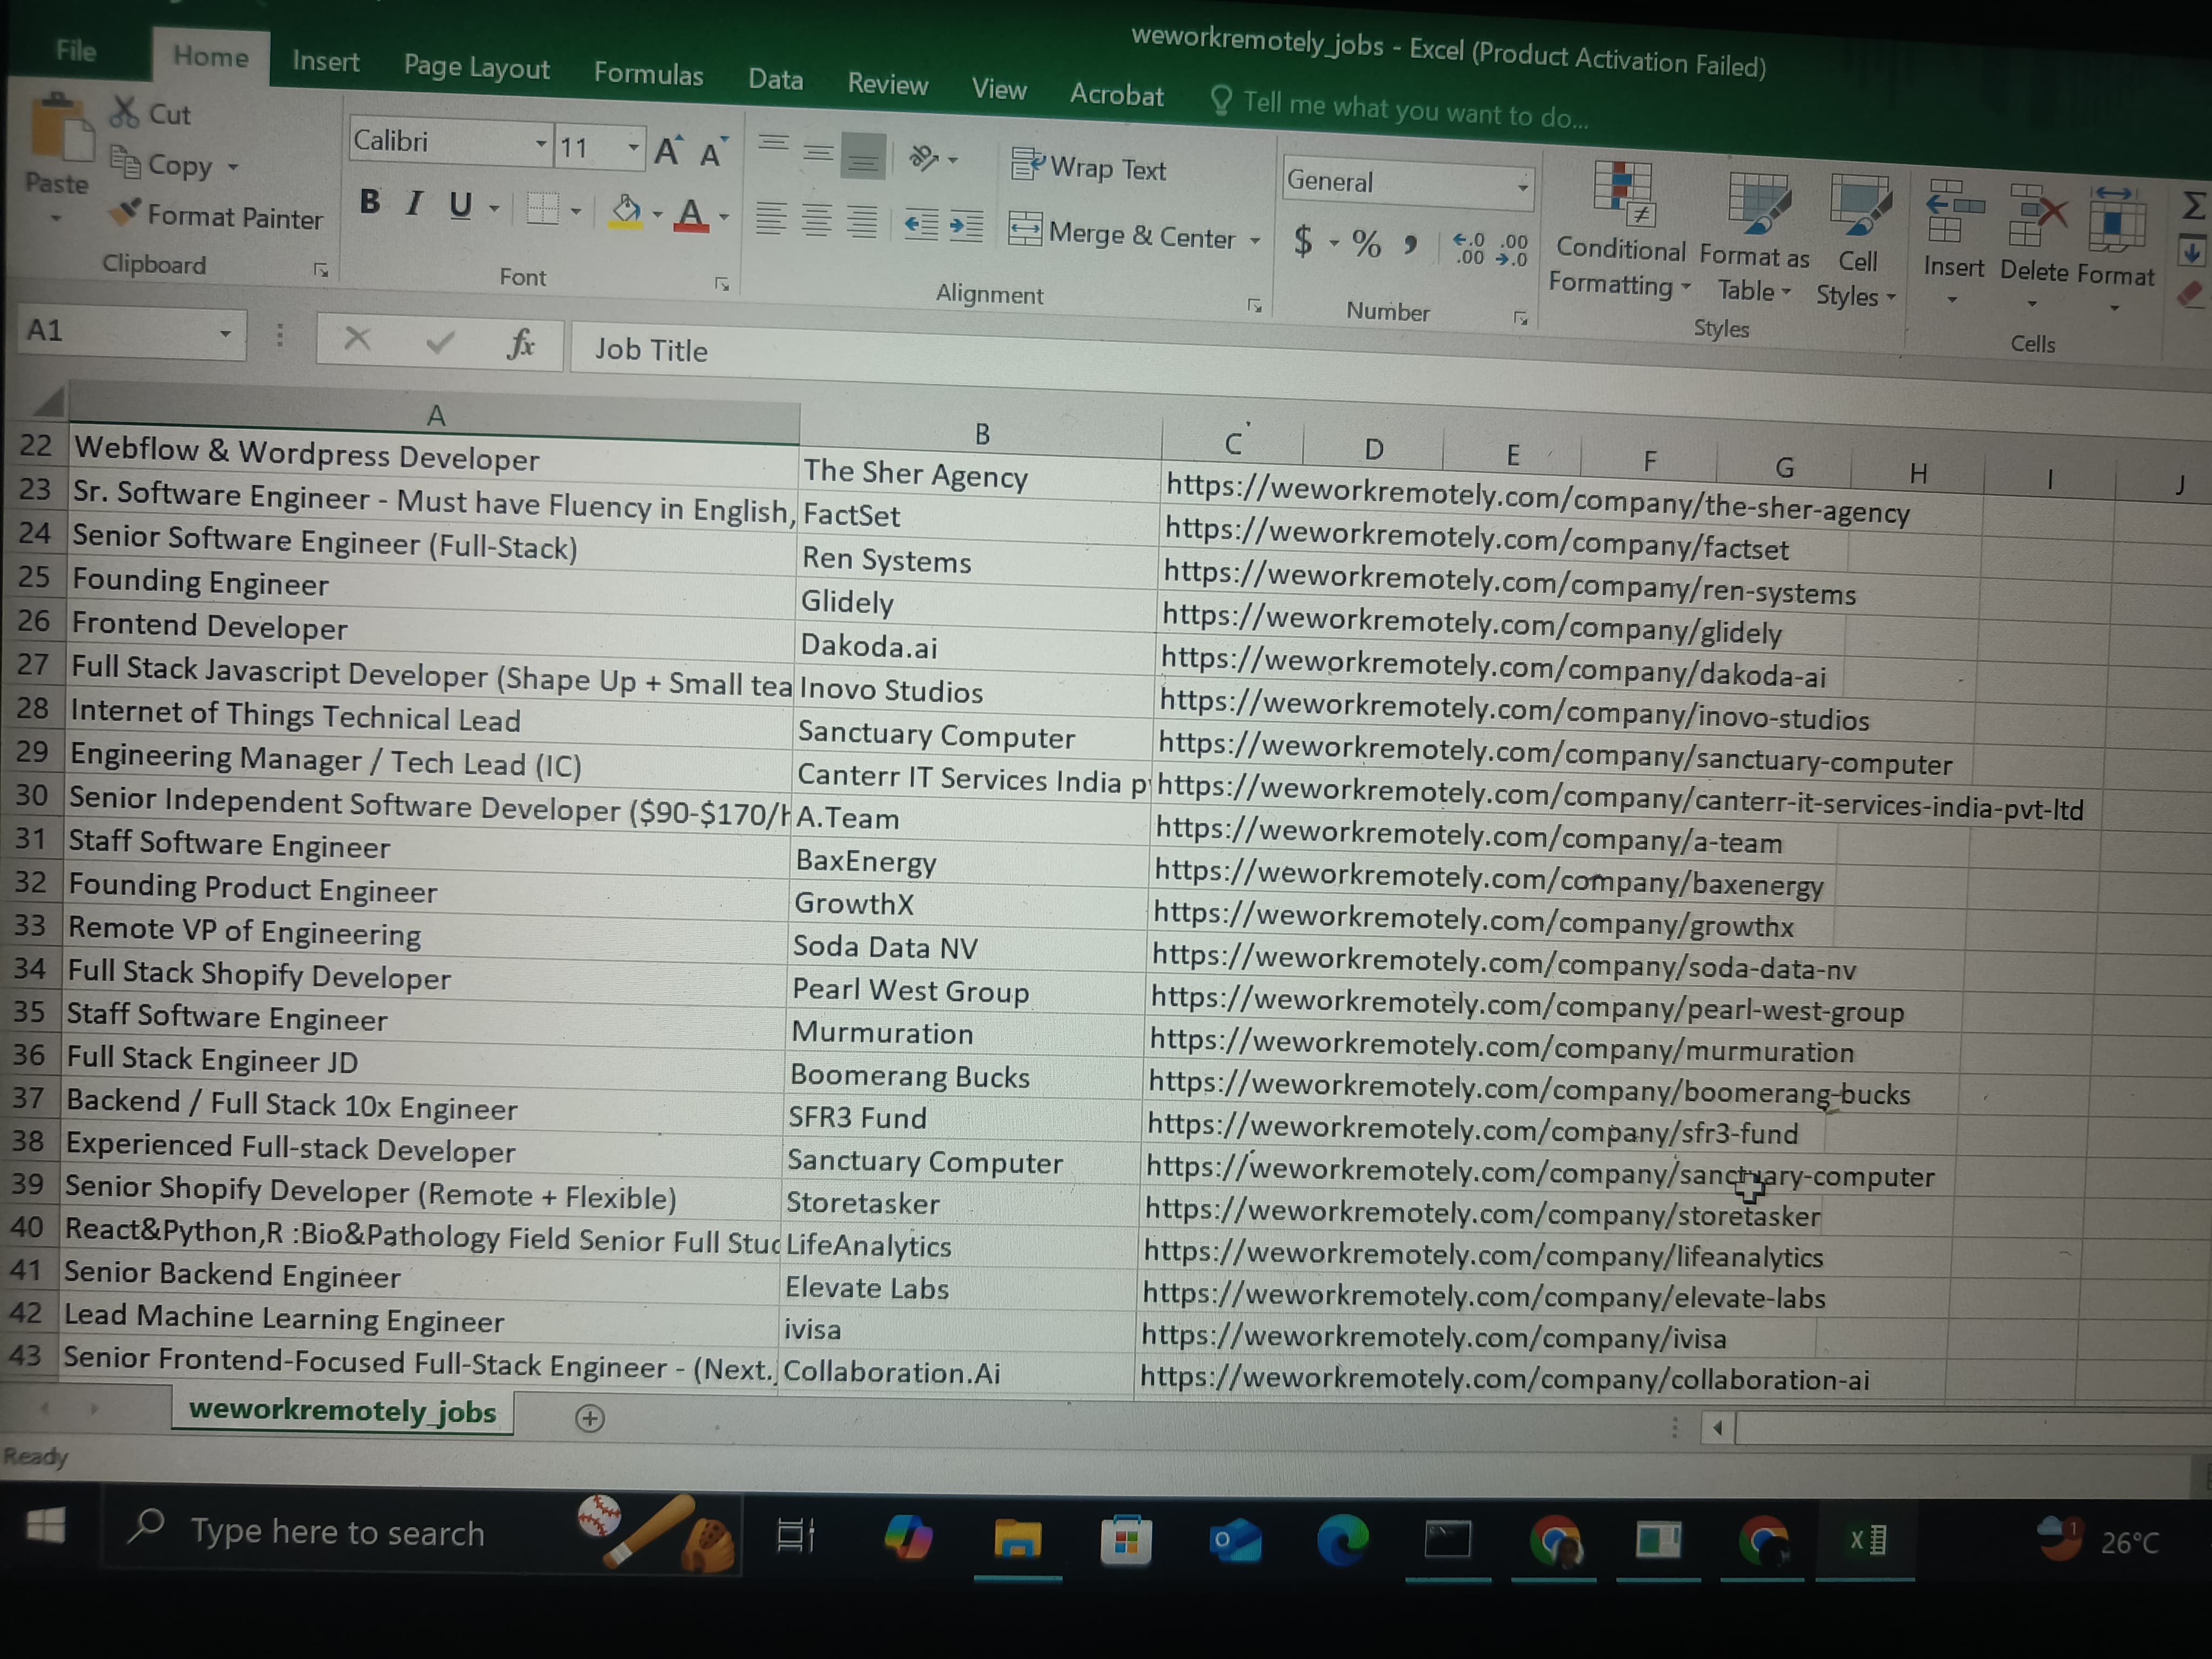 weworkremotely_jobs - Excel (Product Activation Failed)
File Home Insert Page Layout Formulas Data Review View Acrobat Tell me what you want to do...
Paste
Cut
Copy
Format Painter
Clipboard
Calibri 11
B I U
Font
Wrap Text
Merge & Center
Alignment
General
$ % ,
Number
Conditional Formatting
Format as Table
Cell Styles
Styles
Insert Delete Format
Cells
A1 fx Job Title
A B C D E F G H I J
22 Webflow & Wordpress Developer The Sher Agency https://weworkremotely.com/company/the-sher-agency
23 Sr. Software Engineer - Must have Fluency in English, FactSet https://weworkremotely.com/company/factset
24 Senior Software Engineer (Full-Stack) Ren Systems https://weworkremotely.com/company/ren-systems
25 Founding Engineer Glidely https://weworkremotely.com/company/glidely
26 Frontend Developer Dakoda.ai https://weworkremotely.com/company/dakoda-ai
27 Full Stack Javascript Developer (Shape Up + Small tea Inovo Studios https://weworkremotely.com/company/inovo-studios
28 Internet of Things Technical Lead Sanctuary Computer https://weworkremotely.com/company/sanctuary-computer
29 Engineering Manager / Tech Lead (IC) Canterr IT Services India p https://weworkremotely.com/company/canterr-it-services-india-pvt-ltd
30 Senior Independent Software Developer ($90-$170/h A.Team https://weworkremotely.com/company/a-team
31 Staff Software Engineer BaxEnergy https://weworkremotely.com/company/baxenergy
32 Founding Product Engineer GrowthX https://weworkremotely.com/company/growthx
33 Remote VP of Engineering Soda Data NV https://weworkremotely.com/company/soda-data-nv
34 Full Stack Shopify Developer Pearl West Group https://weworkremotely.com/company/pearl-west-group
35 Staff Software Engineer Murmuration https://weworkremotely.com/company/murmuration
36 Full Stack Engineer JD Boomerang Bucks https://weworkremotely.com/company/boomerang-bucks
37 Backend / Full Stack 10x Engineer SFR3 Fund https://weworkremotely.com/company/sfr3-fund
38 Experienced Full-stack Developer Sanctuary Computer https://weworkremotely.com/company/sanctuary-computer
39 Senior Shopify Developer (Remote + Flexible) Storetasker https://weworkremotely.com/company/storetasker
40 React&Python,R :Bio&Pathology Field Senior Full Stuc LifeAnalytics https://weworkremotely.com/company/lifeanalytics
41 Senior Backend Engineer Elevate Labs https://weworkremotely.com/company/elevate-labs
42 Lead Machine Learning Engineer ivisa https://weworkremotely.com/company/ivisa
43 Senior Frontend-Focused Full-Stack Engineer - (Next. Collaboration.Ai https://weworkremotely.com/company/collaboration-ai
weworkremotely_jobs
Ready
Type here to search 1 26°C